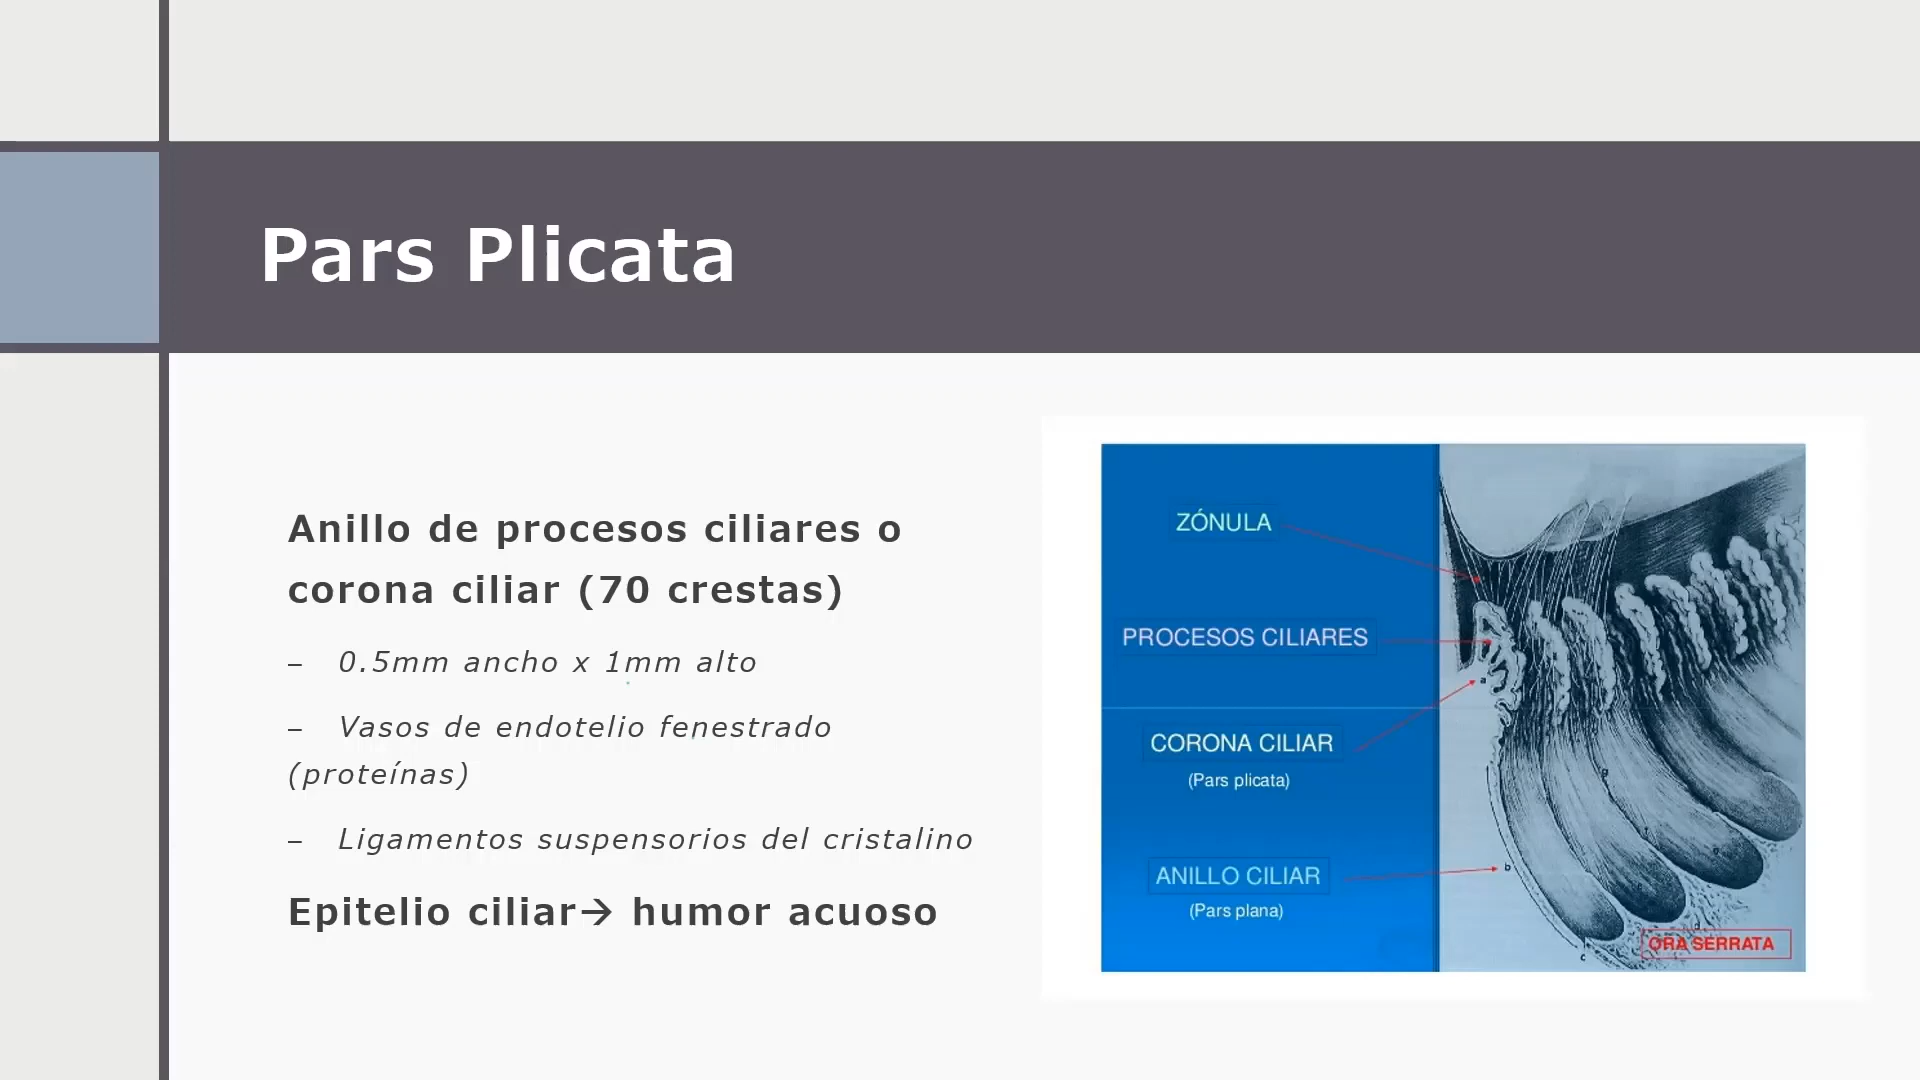 Pars Plicata
Anillo de procesos ciliares o
corona ciliar (70 crestas)
– 0.5mm ancho x 1mm alto
– Vasos de endotelio fenestrado
(proteínas)
– Ligamentos suspensorios del cristalino
Epitelio ciliar→ humor acuoso
ZÓNULA
PROCESOS CILIARES
a
CORONA CILIAR
(Pars plicata)
ANILLO CILIAR
b
(Pars plana)
ORA SERRATA
c